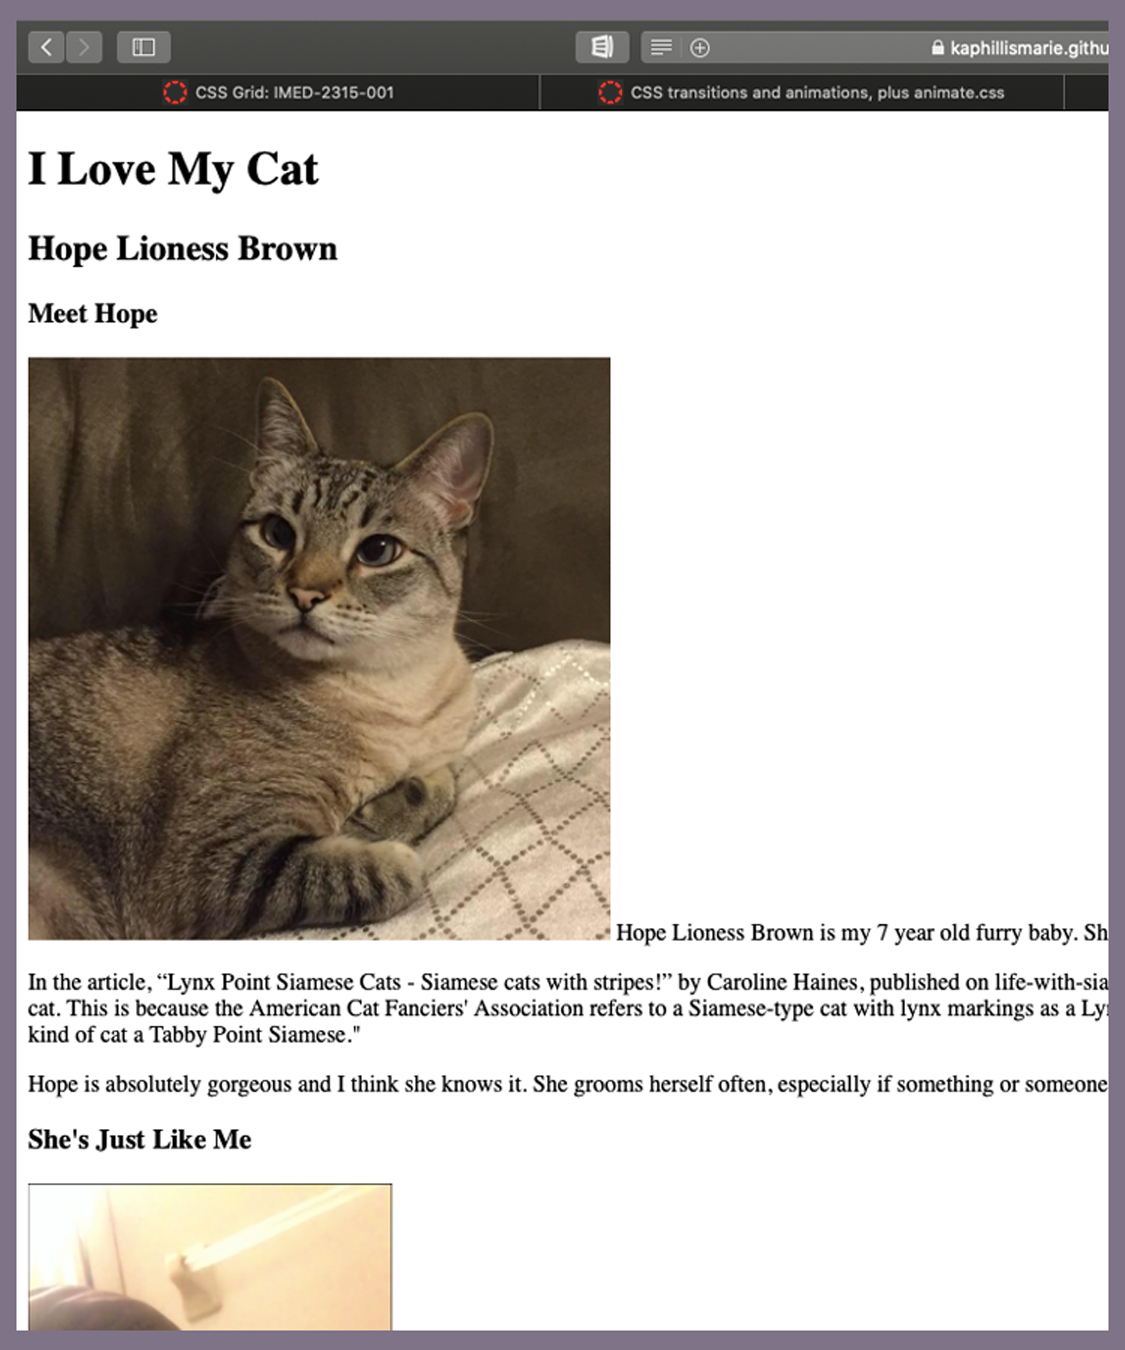 kaphillismarie.githu
CSS Grid: IMED-2315-001
CSS transitions and animations, plus animate.css
I Love My Cat
Hope Lioness Brown
Meet Hope
Hope Lioness Brown is my 7 year old furry baby. Sh
In the article, “Lynx Point Siamese Cats - Siamese cats with stripes!” by Caroline Haines, published on life-with-sia
cat. This is because the American Cat Fanciers' Association refers to a Siamese-type cat with lynx markings as a Ly
kind of cat a Tabby Point Siamese."
Hope is absolutely gorgeous and I think she knows it. She grooms herself often, especially if something or someone
She's Just Like Me